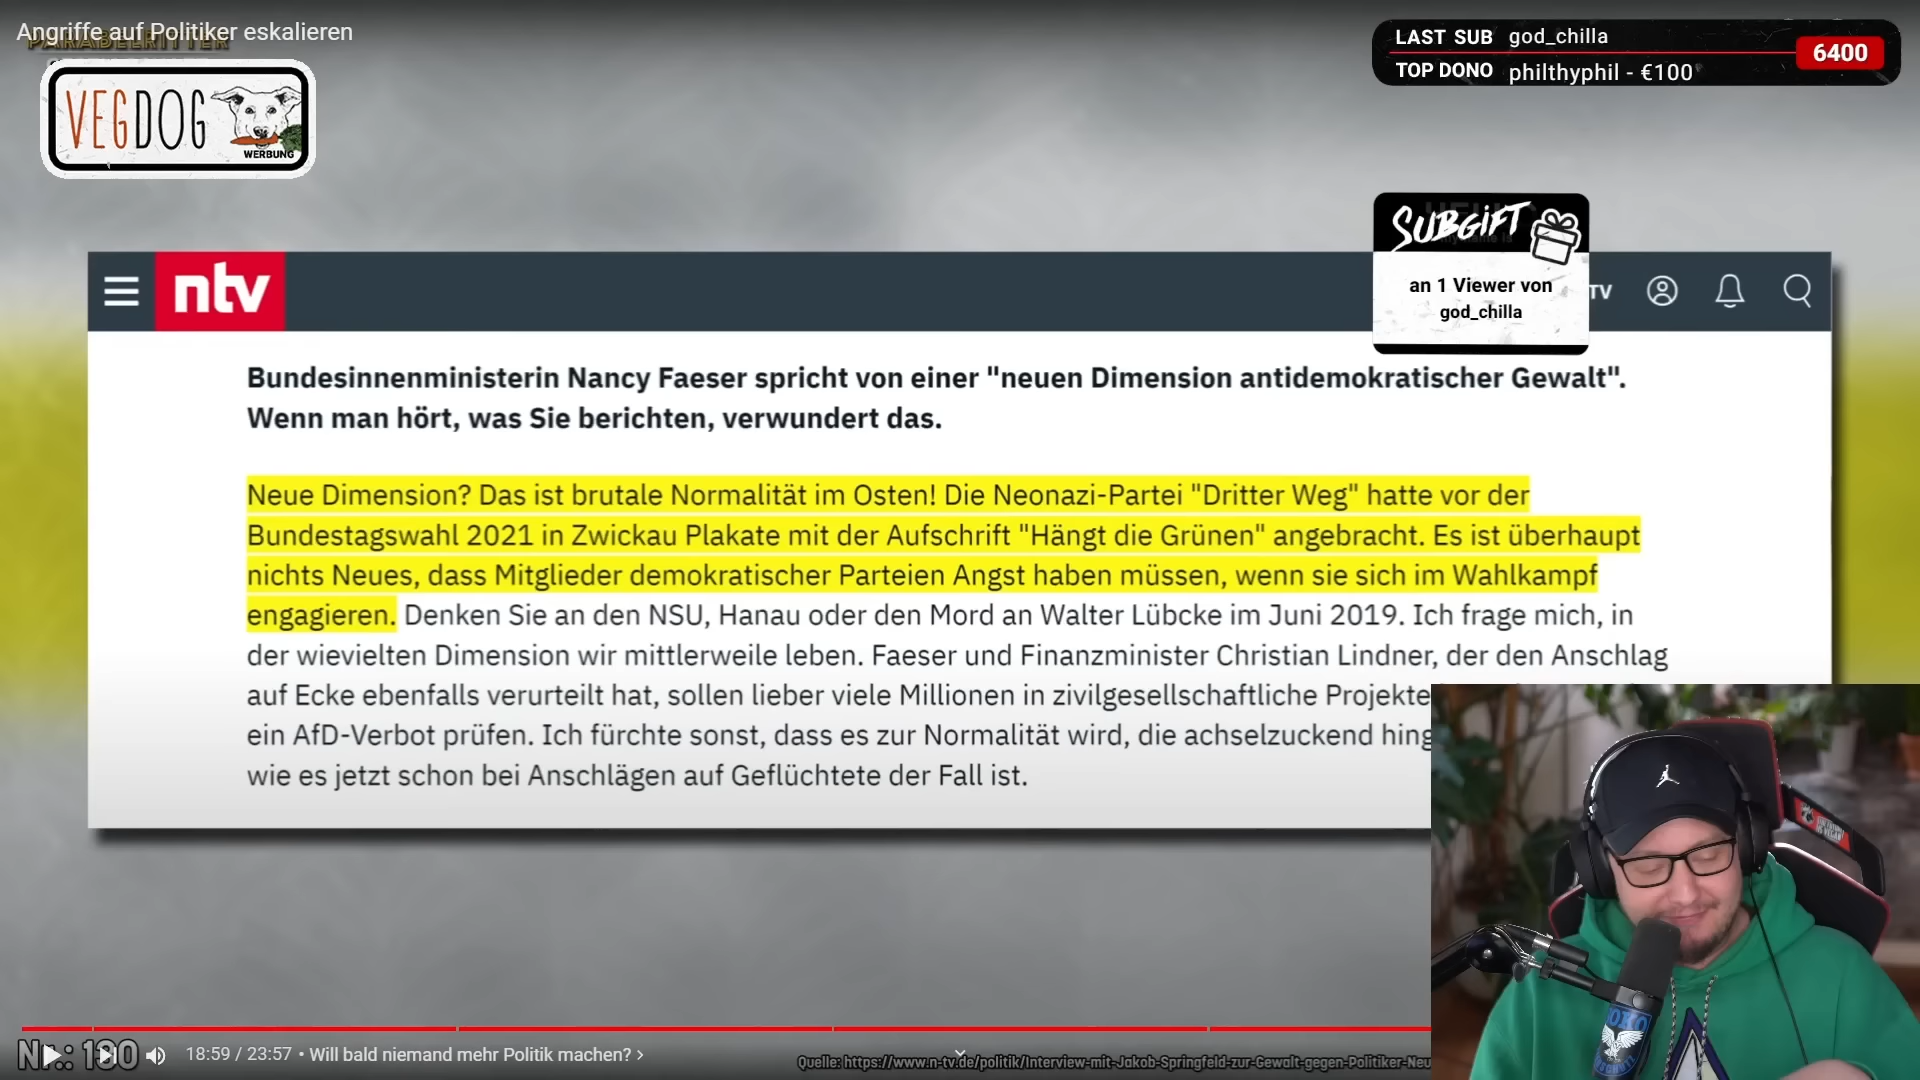 Angriffe auf Politiker eskalieren
PARABELRITTER
VEGDOG
WERBUNG
LAST SUB god_chilla
TOP DONO philthyphil - €100
6400
SUBGIFT
an 1 Viewer von
god_chilla
ntv
TV
Bundesinnenministerin Nancy Faeser spricht von einer "neuen Dimension antidemokratischer Gewalt".
Wenn man hört, was Sie berichten, verwundert das.
Neue Dimension? Das ist brutale Normalität im Osten! Die Neonazi-Partei "Dritter Weg" hatte vor der
Bundestagswahl 2021 in Zwickau Plakate mit der Aufschrift "Hängt die Grünen" angebracht. Es ist überhaupt
nichts Neues, dass Mitglieder demokratischer Parteien Angst haben müssen, wenn sie sich im Wahlkampf
engagieren. Denken Sie an den NSU, Hanau oder den Mord an Walter Lübcke im Juni 2019. Ich frage mich, in
der wievielten Dimension wir mittlerweile leben. Faeser und Finanzminister Christian Lindner, der den Anschlag
auf Ecke ebenfalls verurteilt hat, sollen lieber viele Millionen in zivilgesellschaftliche Projekte
ein AfD-Verbot prüfen. Ich fürchte sonst, dass es zur Normalität wird, die achselzuckend hing
wie es jetzt schon bei Anschlägen auf Geflüchtete der Fall ist.
Nr.: 130
18:59 / 23:57 • Will bald niemand mehr Politik machen?
Quelle: https://www.n-tv.de/politik/Interview-mit-Jakob-Springfeld-zur-Gewalt-gegen-Politiker-Neu